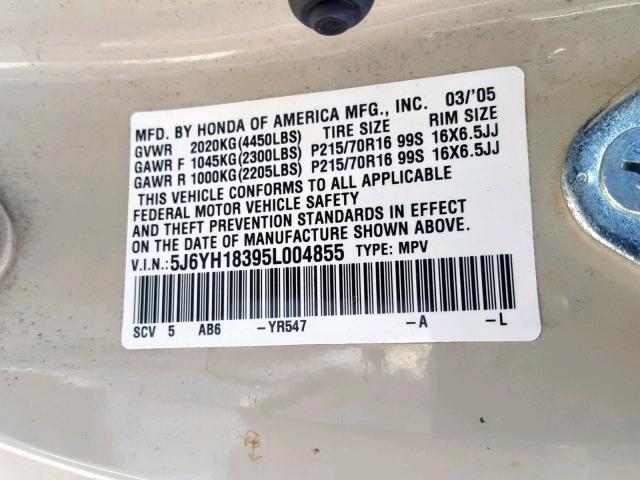 MFD. BY HONDA OF AMERICA MFG., INC. 03/'05
GVWR 2020KG(4450LBS) TIRE SIZE RIM SIZE
GAWR F 1045KG(2300LBS) P215/70R16 99S 16X6.5JJ
GAWR R 1000KG(2205LBS) P215/70R16 99S 16X6.5JJ
THIS VEHICLE CONFORMS TO ALL APPLICABLE
FEDERAL MOTOR VEHICLE SAFETY
AND THEFT PREVENTION STANDARDS IN EFFECT
ON THE DATE OF MANUFACTURE SHOWN ABOVE.
V.I.N.:5J6YH18395L004855 TYPE: MPV
SCV 5 AB6 -YR547 -A -L